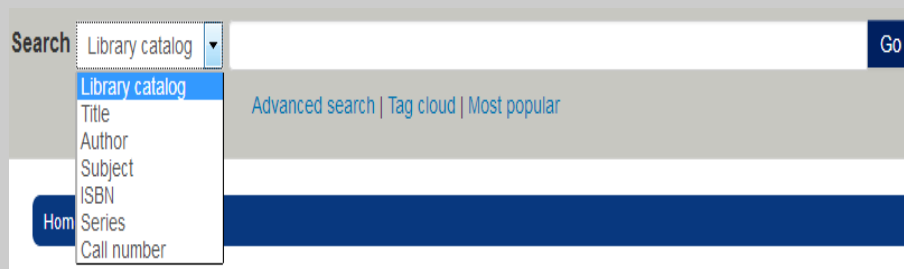 Search Library catalog Go
Library catalog
Title
Author
Subject
ISBN
Series
Call number
Advanced search | Tag cloud | Most popular
Hom